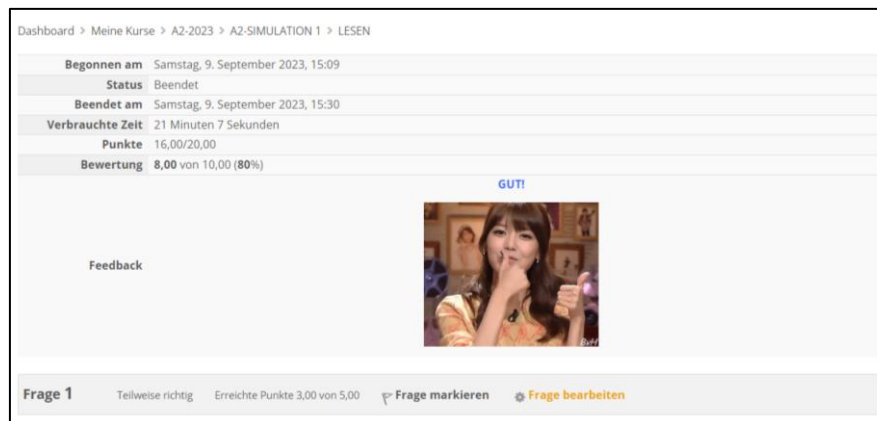 Dashboard > Meine Kurse > A2-2023 > A2-SIMULATION 1 > LESEN
Begonnen am Samstag, 9. September 2023, 15:09
Status Beendet
Beendet am Samstag, 9. September 2023, 15:30
Verbrauchte Zeit 21 Minuten 7 Sekunden
Punkte 16,00/20,00
Bewertung 8,00 von 10,00 (80%)
GUT!
Feedback
Frage 1 Teilweise richtig Erreichte Punkte 3,00 von 5,00 Frage markieren Frage bearbeiten